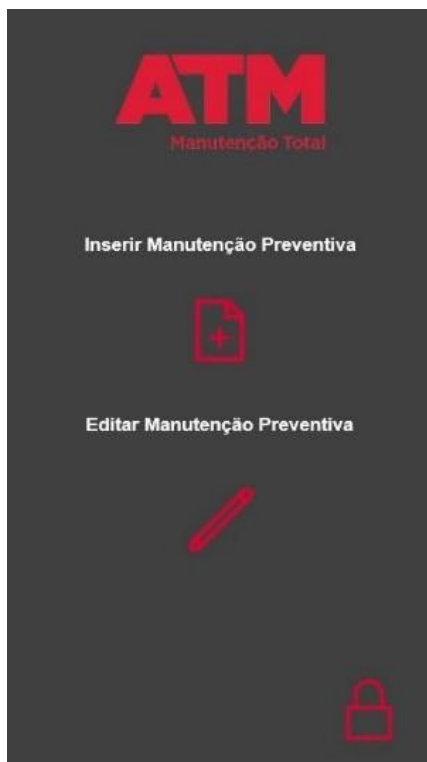 ATM
Manutenção Total
Inserir Manutenção Preventiva
Editar Manutenção Preventiva